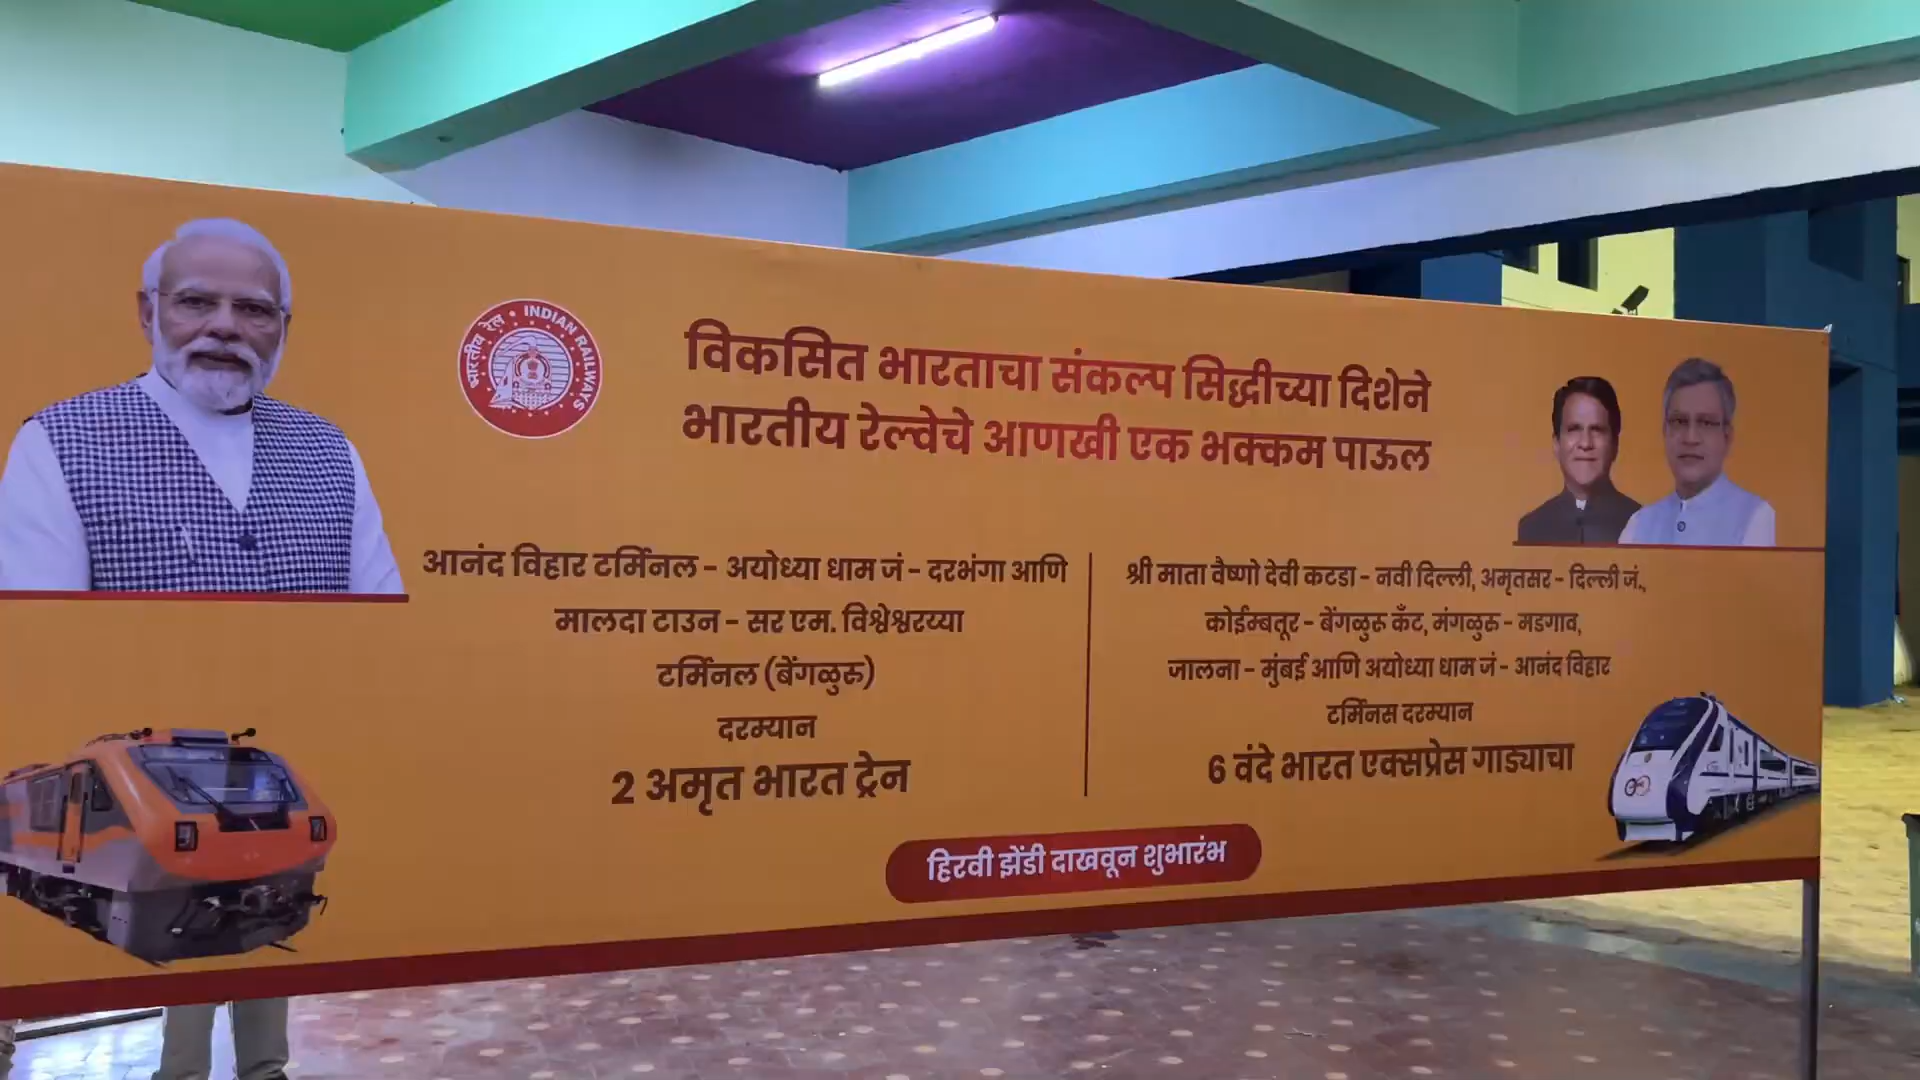 भारतीय रेल • INDIAN RAILWAYS
विकसित भारताचा संकल्प सिद्धीच्या दिशेने
भारतीय रेल्वेचे आणखी एक भक्कम पाऊल
आनंद विहार टर्मिनल - अयोध्या धाम जं - दरभंगा आणि
मालदा टाउन - सर एम. विश्वेश्वरय्या
टर्मिनल (बेंगळुरु)
दरम्यान
2 अमृत भारत ट्रेन
श्री माता वैष्णो देवी कटडा - नवी दिल्ली, अमृतसर - दिल्ली जं.,
कोईम्बतूर - बेंगळुरू कँट, मंगळुरु - मडगाव,
जालना - मुंबई आणि अयोध्या धाम जं - आनंद विहार
टर्मिनस दरम्यान
6 वंदे भारत एक्सप्रेस गाड्याचा
हिरवी झेंडी दाखवून शुभारंभ